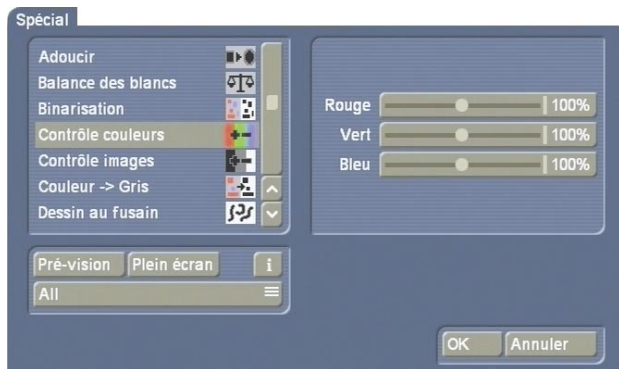 Spécial
Adoucir
Balance des blancs
Binarisation
Contrôle couleurs
Contrôle images
Couleur -> Gris
Dessin au fusain
Rouge 100%
Vert 100%
Bleu 100%
Pré-vision Plein écran i
All
OK Annuler